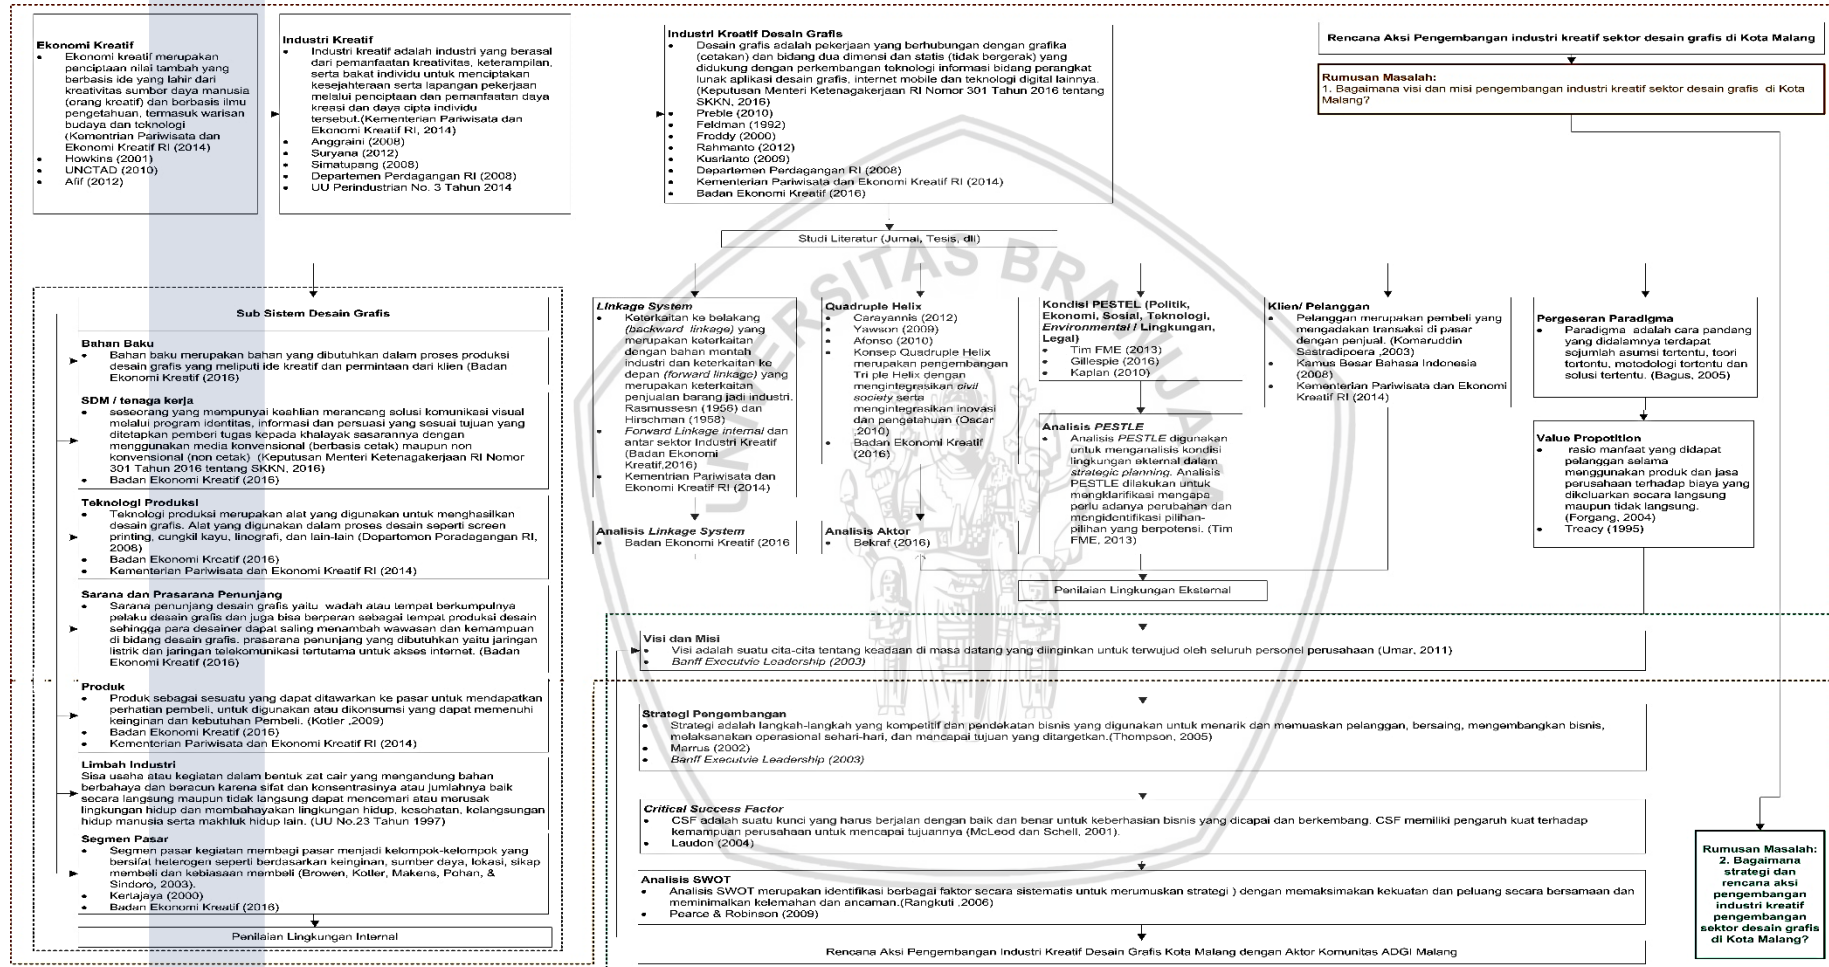 Ekonomi Kreatif
Ekonomi kreatif merupakan
penciptaan nilai tambah yang
berbasis ide yang lahir dari
kreativitas sumber daya manusia
(orang kreatif) dan berbasis ilmu
pengetahuan, termasuk warisan
budaya dan teknologi
(Kementrian Pariwisata dan
Ekonomi Kreatif RI (2014)
Howkins (2001)
UNCTAD (2010)
Afif (2012)
Industri Kreatif
Industri kreatif adalah industri yang berasal
dari pemanfaatan kreativitas, keterampilan,
serta bakat individu untuk menciptakan
kesejahteraan serta lapangan pekerjaan
melalui penciptaan dan pemanfaatan daya
kreasi dan daya cipta individu
tersebut.(Kementerian Pariwisata dan
Ekonomi Kreatif RI, 2014)
Anggraini (2008)
Suryana (2012)
Simatupang (2008)
Departemen Perdagangan RI (2008)
UU Perindustrian No. 3 Tahun 2014
Industri Kreatif Desain Grafis
Desain grafis adalah pekerjaan yang berhubungan dengan grafika
(cetakan) dan bidang dua dimensi dan statis (tidak bergerak) yang
didukung dengan perkembangan teknologi informasi bidang perangkat
lunak aplikasi desain grafis, internet mobile dan teknologi digital lainnya.
(Keputusan Menteri Ketenagakerjaan RI Nomor 301 Tahun 2016 tentang
SKKN, 2016)
Preble (2010)
Feldman (1992)
Froddy (2000)
Rahmanto (2012)
Kusrianto (2009)
Departemen Perdagangan RI (2008)
Kementerian Pariwisata dan Ekonomi Kreatif RI (2014)
Badan Ekonomi Kreatif (2016)
Rencana Aksi Pengembangan industri kreatif sektor desain grafis di Kota Malang
Rumusan Masalah:
1. Bagaimana visi dan misi pengembangan industri kreatif sektor desain grafis di Kota
Malang?
Studi Literatur (Jurnal, Tesis, dll)
Sub Sistem Desain Grafis
Bahan Baku
Bahan baku merupakan bahan yang dibutuhkan dalam proses produksi
desain grafis yang meliputi ide kreatif dan permintaan dari klien (Badan
Ekonomi Kreatif (2016)
SDM / tenaga kerja
seseorang yang mempunyai keahlian merancang solusi komunikasi visual
melalui program identitas, informasi dan persuasi yang sesuai tujuan yang
ditetapkan pemberi tugas kepada khalayak sasarannya dengan
menggunakan media konvensional (berbasis cetak) maupun non
konvensional (non cetak) (Keputusan Menteri Ketenagakerjaan RI Nomor
301 Tahun 2016 tentang SKKN, 2016)
Badan Ekonomi Kreatif (2016)
Teknologi Produksi
Teknologi produksi merupakan alat yang digunakan untuk menghasilkan
desain grafis. Alat yang digunakan dalam proses desain seperti screen
printing, cungkil kayu, linografi, dan lain-lain (Departemen Peradagangan RI,
2008)
Badan Ekonomi Kreatif (2016)
Kementerian Pariwisata dan Ekonomi Kreatif RI (2014)
Sarana dan Prasarana Penunjang
Sarana penunjang desain grafis yaitu wadah atau tempat berkumpulnya
pelaku desain grafis dan juga bisa berperan sebagai tempat produksi desain
sehingga para desainer dapat saling menambah wawasan dan kemampuan
di bidang desain grafis. prasarana penunjang yang dibutuhkan yaitu jaringan
listrik dan jaringan telekomunikasi tertutama untuk akses internet. (Badan
Ekonomi Kreatif (2016)
Produk
Produk sebagai sesuatu yang dapat ditawarkan ke pasar untuk mendapatkan
perhatian pembeli, untuk digunakan atau dikonsumsi yang dapat memenuhi
keinginan dan kebutuhan Pembeli. (Kotler ,2009)
Badan Ekonomi Kreatif (2016)
Kementerian Pariwisata dan Ekonomi Kreatif RI (2014)
Limbah Industri
Sisa usaha atau kegiatan dalam bentuk zat cair yang mengandung bahan
berbahaya dan beracun karena sifat dan konsentrasinya atau jumlahnya baik
secara langsung maupun tidak langsung dapat mencemari atau merusak
lingkungan hidup dan membahayakan lingkungan hidup, kesehatan, kelangsungan
hidup manusia serta makhluk hidup lain. (UU No.23 Tahun 1997)
Segmen Pasar
Segmen pasar kegiatan membagi pasar menjadi kelompok-kelompok yang
bersifat heterogen seperti berdasarkan keinginan, sumber daya, lokasi, sikap
membeli dan kebiasaan membeli (Browen, Kotler, Makens, Pohan, &
Sindoro, 2003).
Kertajaya (2000)
Badan Ekonomi Kreatif (2016)
Penilaian Lingkungan Internal
Linkage System
Keterkaitan ke belakang
(backward linkage) yang
merupakan keterkaitan
dengan bahan mentah
industri dan keterkaitan ke
depan (forward linkage) yang
merupakan keterkaitan
penjualan barang jadi industri.
Rasmussesn (1956) dan
Hirschman (1958)
Forward Linkage internal dan
antar sektor Industri Kreatif
(Badan Ekonomi
Kreatif,2016)
Kementrian Pariwisata dan
Ekonomi Kreatif RI (2014)
Analisis Linkage System
Badan Ekonomi Kreatif (2016
Quadruple Helix
Carayannis (2012)
Yawson (2009)
Afonso (2010)
Konsep Quadruple Helix
merupakan pengembangan
Tri ple Helix dengan
mengintegrasikan civil
society serta
mengintegrasikan inovasi
dan pengetahuan (Oscar
,2010)
Badan Ekonomi Kreatif
(2016)
Analisis Aktor
Bekraf (2016)
Kondisi PESTEL (Politik,
Ekonomi, Sosial, Teknologi,
Environmental / Lingkungan,
Legal)
Tim FME (2013)
Gillespie (2016)
Kaplan (2010)
Analisis PESTLE
Analisis PESTLE digunakan
untuk menganalisis kondisi
lingkungan ekternal dalam
strategic planning. Analisis
PESTLE dilakukan untuk
mengklarifikasi mengapa
perlu adanya perubahan dan
mengidentifikasi pilihan-
pilihan yang berpotensi. (Tim
FME, 2013)
Klien/ Pelanggan
Pelanggan merupakan pembeli yang
mengadakan transaksi di pasar
dengan penjual. (Komaruddin
Sastradipoera ,2003)
Kamus Besar Bahasa Indonesia
(2008)
Kementerian Pariwisata dan Ekonomi
Kreatif RI (2014)
Pergeseran Paradigma
Paradigma adalah cara pandang
yang didalamnya terdapat
sejumlah asumsi tertentu, teori
tertentu, motodologi tertentu dan
solusi tertentu. (Bagus, 2005)
Value Propotition
rasio manfaat yang didapat
pelanggan selama
menggunakan produk dan jasa
perusahaan terhadap biaya yang
dikeluarkan secara langsung
maupun tidak langsung.
(Forgang, 2004)
Treacy (1995)
Penilaian Lingkungan Eksternal
Visi dan Misi
Visi adalah suatu cita-cita tentang keadaan di masa datang yang diinginkan untuk terwujud oleh seluruh personel perusahaan (Umar, 2011)
Banff Executvie Leadership (2003)
Strategi Pengembangan
Strategi adalah langkah-langkah yang kompetitif dan pendekatan bisnis yang digunakan untuk menarik dan memuaskan pelanggan, bersaing, mengembangkan bisnis,
melaksanakan operasional sehari-hari, dan mencapai tujuan yang ditargetkan.(Thompson, 2005)
Marrus (2002)
Banff Executvie Leadership (2003)
Critical Success Factor
CSF adalah suatu kunci yang harus berjalan dengan baik dan benar untuk keberhasian bisnis yang dicapai dan berkembang. CSF memiliki pengaruh kuat terhadap
kemampuan perusahaan untuk mencapai tujuannya (McLeod dan Schell, 2001).
Laudon (2004)
Analisis SWOT
Analisis SWOT merupakan identifikasi berbagai faktor secara sistematis untuk merumuskan strategi ) dengan memaksimakan kekuatan dan peluang secara bersamaan dan
meminimalkan kelemahan dan ancaman.(Rangkuti ,2006)
Pearce & Robinson (2009)
Rencana Aksi Pengembangan Industri Kreatif Desain Grafis Kota Malang dengan Aktor Komunitas ADGI Malang
Rumusan Masalah:
2. Bagaimana
strategi dan
rencana aksi
pengembangan
industri kreatif
pengembangan
sektor desain grafis
di Kota Malang?
UNIVERSITAS BRAWIJAYA